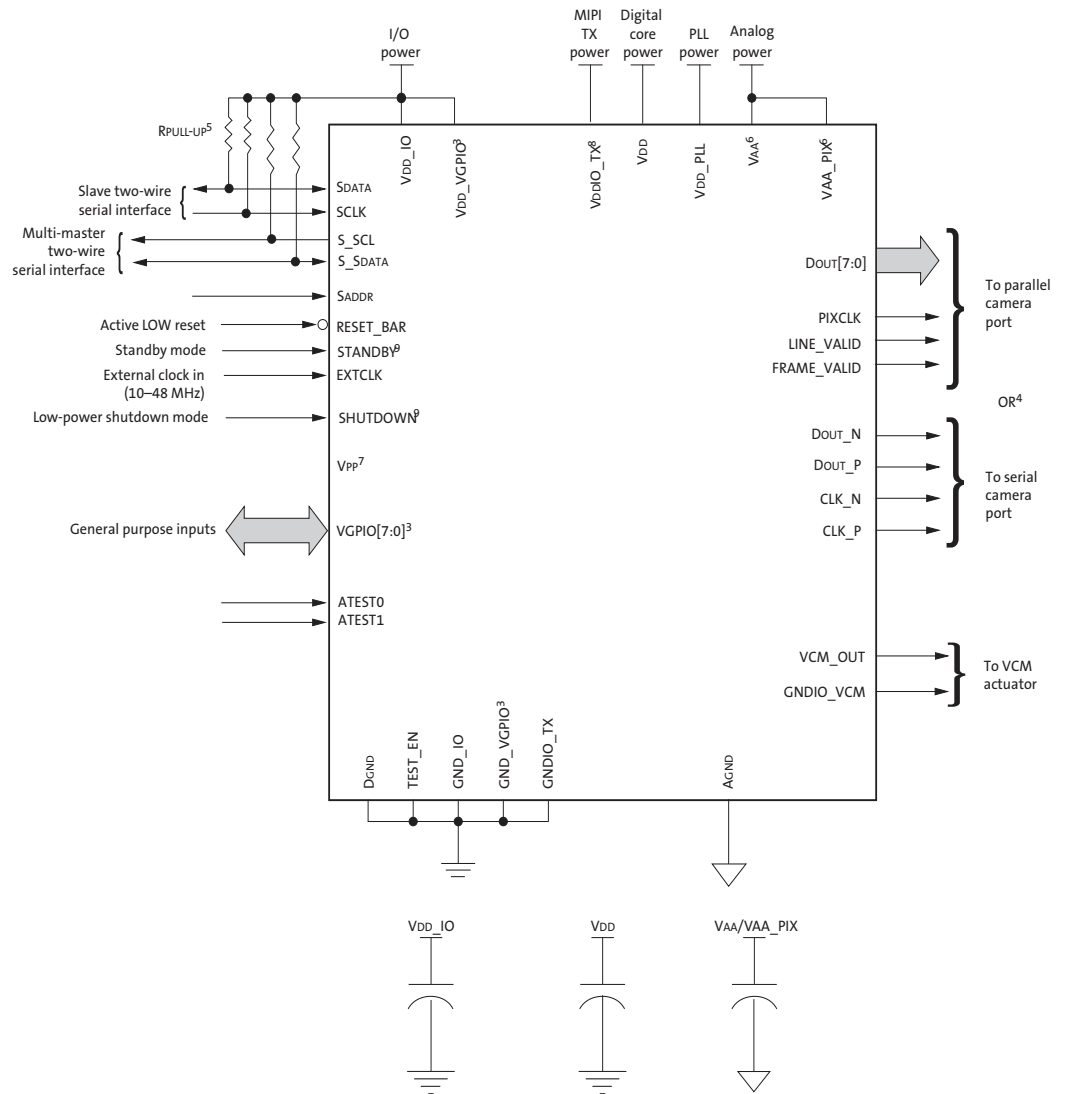 I/O
power
MIPI
TX
power
Digital
core
power
PLL
power
Analog
power
RPULL-UP5
VDD_IO
VDD_VGPIO3
VDDIO_TX8
VDD
VDD_PLL
VAA6
VAA_PIX6
Slave two-wire
serial interface
SDATA
SCLK
Multi-master
two-wire
serial interface
S_SCL
S_SDATA
SADDR
Active LOW reset
RESET_BAR
Standby mode
STANDBY9
External clock in
(10–48 MHz)
EXTCLK
Low-power shutdown mode
SHUTDOWN9
VPP7
General purpose inputs
VGPIO[7:0]3
ATEST0
ATEST1
DOUT[7:0]
PIXCLK
LINE_VALID
FRAME_VALID
To parallel
camera
port
OR4
DOUT_N
DOUT_P
CLK_N
CLK_P
To serial
camera
port
VCM_OUT
GNDIO_VCM
To VCM
actuator
DGND
TEST_EN
GND_IO
GND_VGPIO3
GNDIO_TX
AGND
VDD_IO
VDD
VAA/VAA_PIX